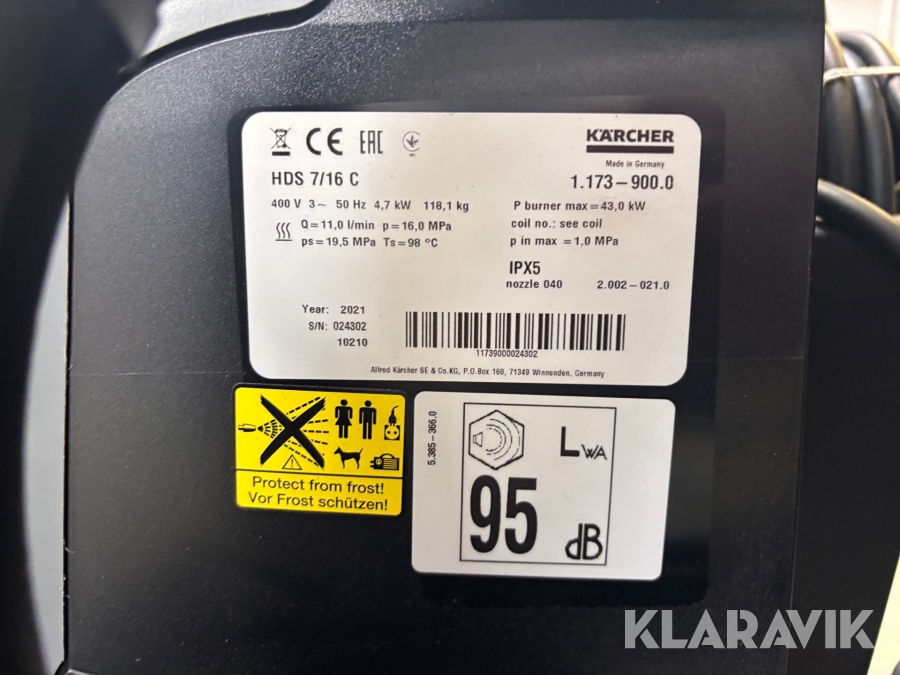 CE EAC
KÄRCHER
Made in Germany
HDS 7/16 C
1.173-900.0
400 V 3~ 50 Hz 4,7 kW 118,1 kg
P burner max=43,0 kW
Q=11,0 l/min p=16,0 MPa
coil no.: see coil
ps=19,5 MPa Ts=98 °C
p in max =1,0 MPa
IPX5
nozzle 040 2.002-021.0
Year: 2021
S/N: 024302
10210
11739000024302
Alfred Kärcher SE & Co.KG, P.O.Box 160, 71349 Winnenden, Germany
Protect from frost!
Vor Frost schützen!
5.385-366.0
LWA
95
dB
KLARAVIK